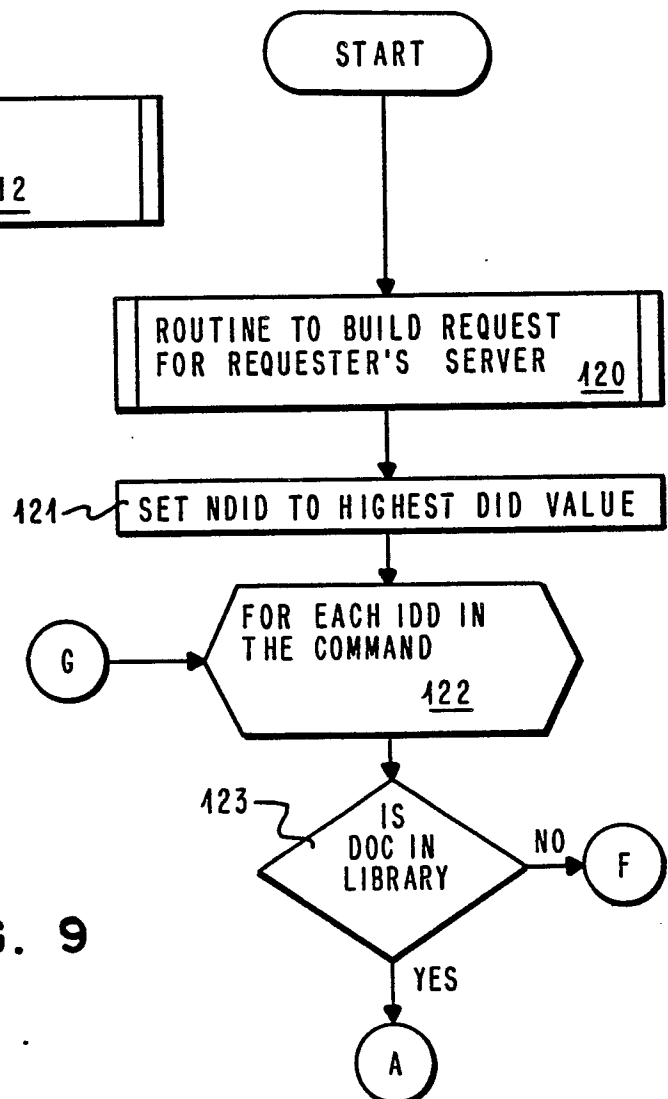 START
12
ROUTINE TO BUILD REQUEST
FOR REQUESTER'S SERVER 120
121 SET NDID TO HIGHEST DID VALUE
FOR EACH IDD IN
THE COMMAND
122
G
123
IS
DOC IN
LIBRARY
NO
F
G. 9
YES
A